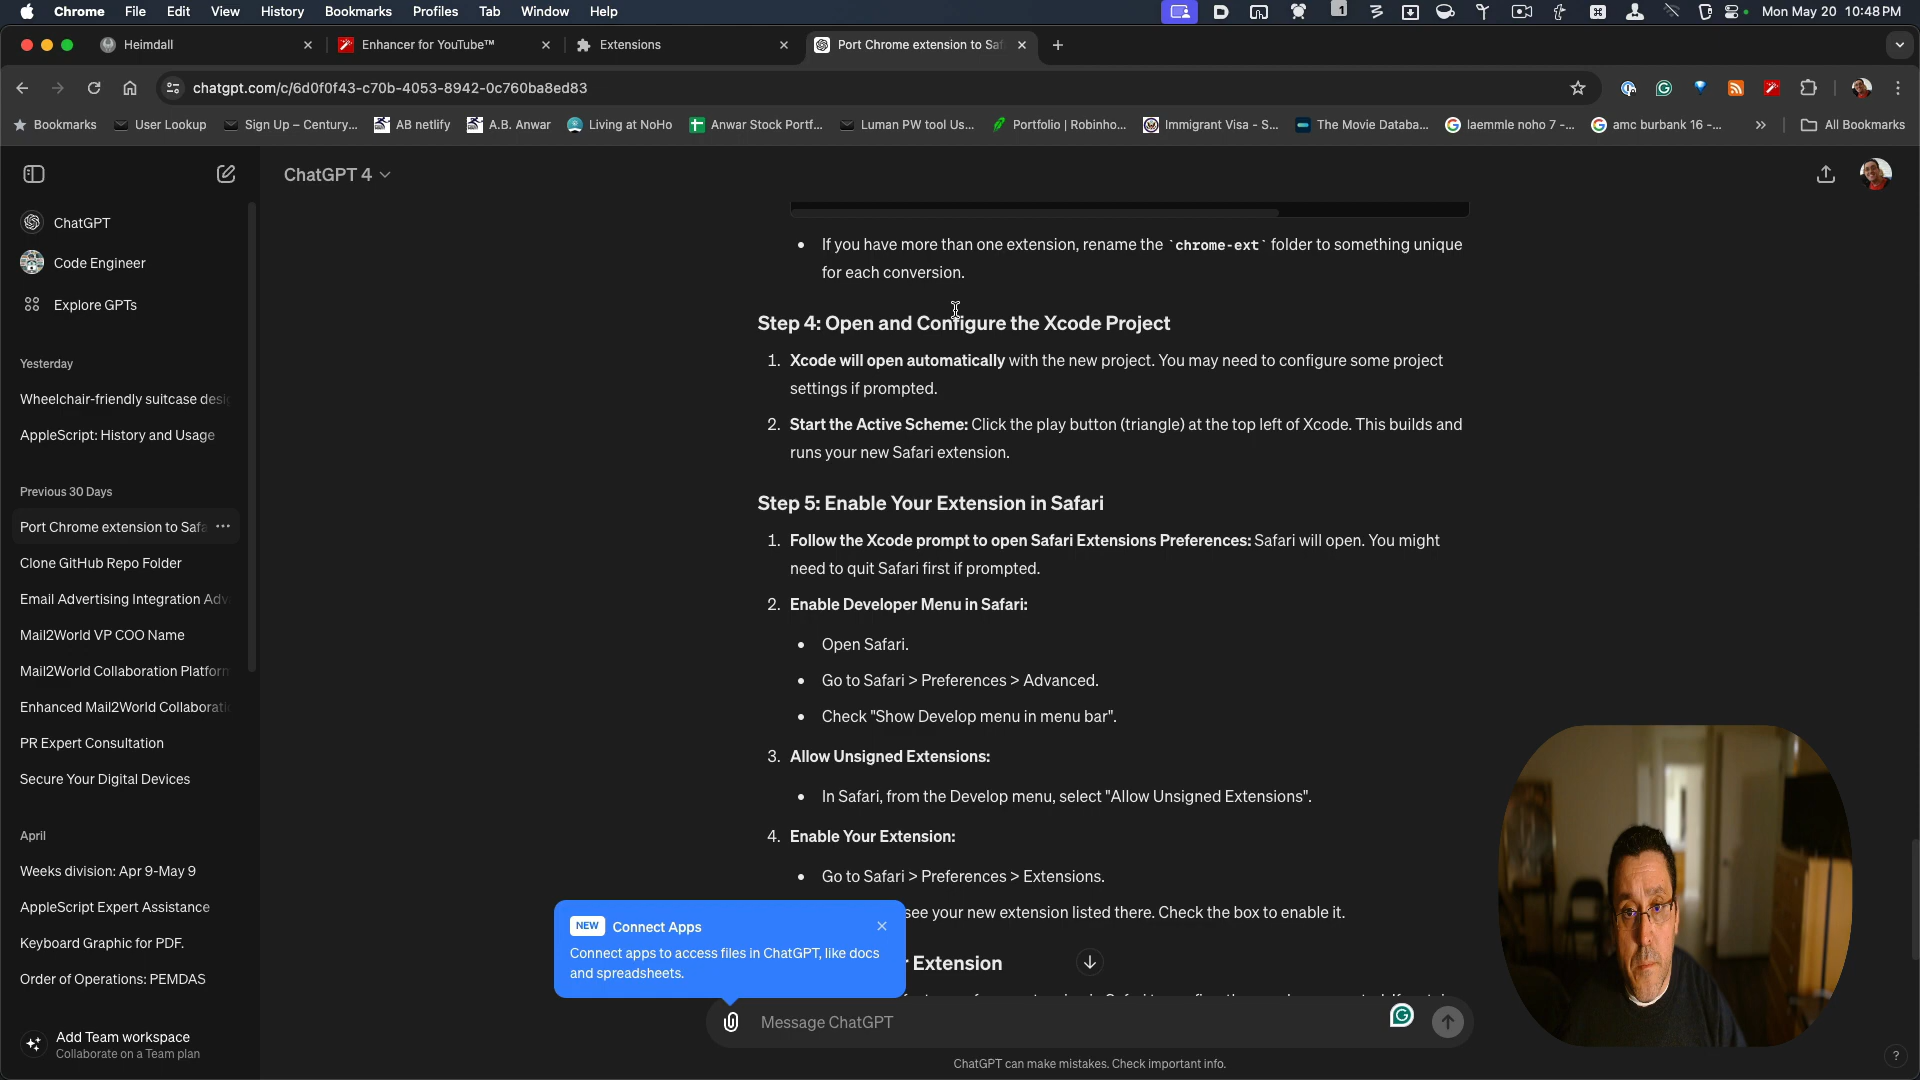 Chrome File Edit View History Bookmarks Profiles Tab Window Help
1
Mon May 20 10:48 PM
Heimdall
Enhancer for YouTube™
Extensions
Port Chrome extension to Saf
chatgpt.com/c/6d0f0f43-c70b-4053-8942-0c760ba8ed83
Bookmarks
User Lookup
Sign Up – Century...
AB netlify
A.B. Anwar
Living at NoHo
Anwar Stock Portf...
Luman PW tool Us...
Portfolio | Robinho...
Immigrant Visa - S...
The Movie Databa...
laemmle noho 7 -...
amc burbank 16 -...
All Bookmarks
ChatGPT
Code Engineer
Explore GPTs
Yesterday
Wheelchair-friendly suitcase desi
AppleScript: History and Usage
Previous 30 Days
Port Chrome extension to Safa
Clone GitHub Repo Folder
Email Advertising Integration Adv
Mail2World VP COO Name
Mail2World Collaboration Platform
Enhanced Mail2World Collaborati
PR Expert Consultation
Secure Your Digital Devices
April
Weeks division: Apr 9-May 9
AppleScript Expert Assistance
Keyboard Graphic for PDF.
Order of Operations: PEMDAS
Add Team workspace
Collaborate on a Team plan
ChatGPT 4
• If you have more than one extension, rename the `chrome-ext` folder to something unique
for each conversion.
Step 4: Open and Configure the Xcode Project
1. Xcode will open automatically with the new project. You may need to configure some project
settings if prompted.
2. Start the Active Scheme: Click the play button (triangle) at the top left of Xcode. This builds and
runs your new Safari extension.
Step 5: Enable Your Extension in Safari
1. Follow the Xcode prompt to open Safari Extensions Preferences: Safari will open. You might
need to quit Safari first if prompted.
2. Enable Developer Menu in Safari:
• Open Safari.
• Go to Safari > Preferences > Advanced.
• Check "Show Develop menu in menu bar".
3. Allow Unsigned Extensions:
• In Safari, from the Develop menu, select "Allow Unsigned Extensions".
4. Enable Your Extension:
• Go to Safari > Preferences > Extensions.
see your new extension listed there. Check the box to enable it.
r Extension
NEW Connect Apps
Connect apps to access files in ChatGPT, like docs
and spreadsheets.
Message ChatGPT
ChatGPT can make mistakes. Check important info.
?